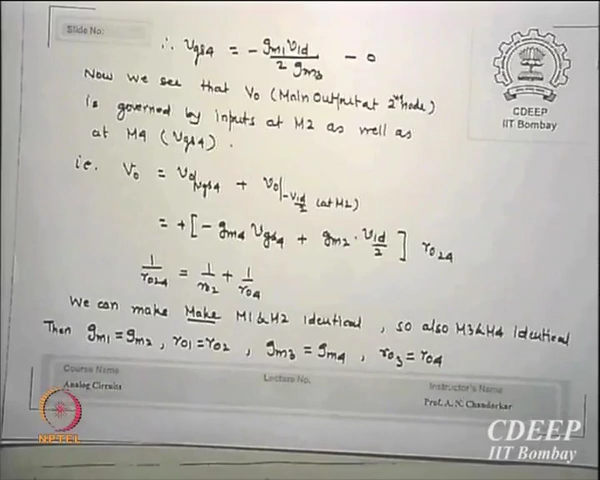 Slide No:
∴ Vgs4 = - gm1 Vid / 2 gm3 - 0
CDEEP
IIT Bombay
Now we see that Vo (Main Output at 2nd node)
is governed by inputs at M2 as well as
at M4 (Vgs4).
i.e. Vo = Vo|Vgs4 + Vo|-Vid/2 (at M2)
= + [ - gm4 Vgs4 + gm2 . Vid/2 ] ro24
1/ro24 = 1/ro2 + 1/ro4
We can make Make M1 & M2 Identical, so also M3 & M4 Identical
Then gm1 = gm2, ro1 = ro2, gm3 = gm4, ro3 = ro4
Course Name
Analog Circuits
Lecture No.
Instructor's Name
Prof. A. N. Chandorkar
NPTEL
CDEEP
IIT Bombay